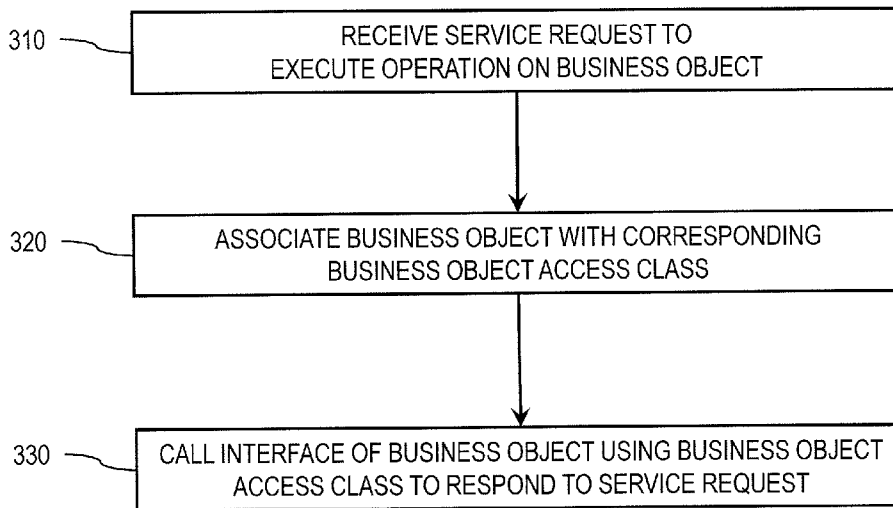 310
RECEIVE SERVICE REQUEST TO
EXECUTE OPERATION ON BUSINESS OBJECT
320
ASSOCIATE BUSINESS OBJECT WITH CORRESPONDING
BUSINESS OBJECT ACCESS CLASS
330
CALL INTERFACE OF BUSINESS OBJECT USING BUSINESS OBJECT
ACCESS CLASS TO RESPOND TO SERVICE REQUEST